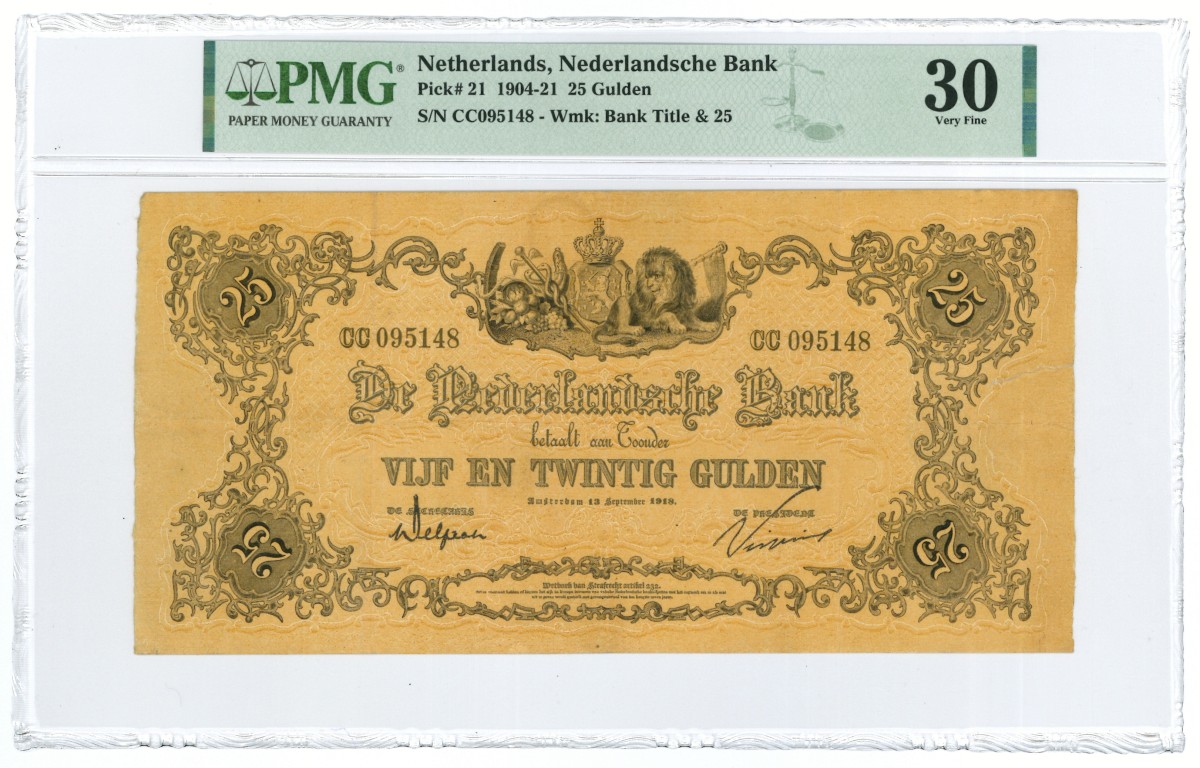 PMG®
PAPER MONEY GUARANTY
Netherlands, Nederlandsche Bank
Pick# 21 1904-21 25 Gulden
S/N CC095148 - Wmk: Bank Title & 25
30
Very Fine
25
25
CC 095148
CC 095148
De Nederlandsche Bank
betaalt aan Toonder
VIJF EN TWINTIG GULDEN
Amsterdam 13 September 1918.
DE SECRETARIS
DE PRESIDENT
25
25
Wetboek van Strafrecht artikel